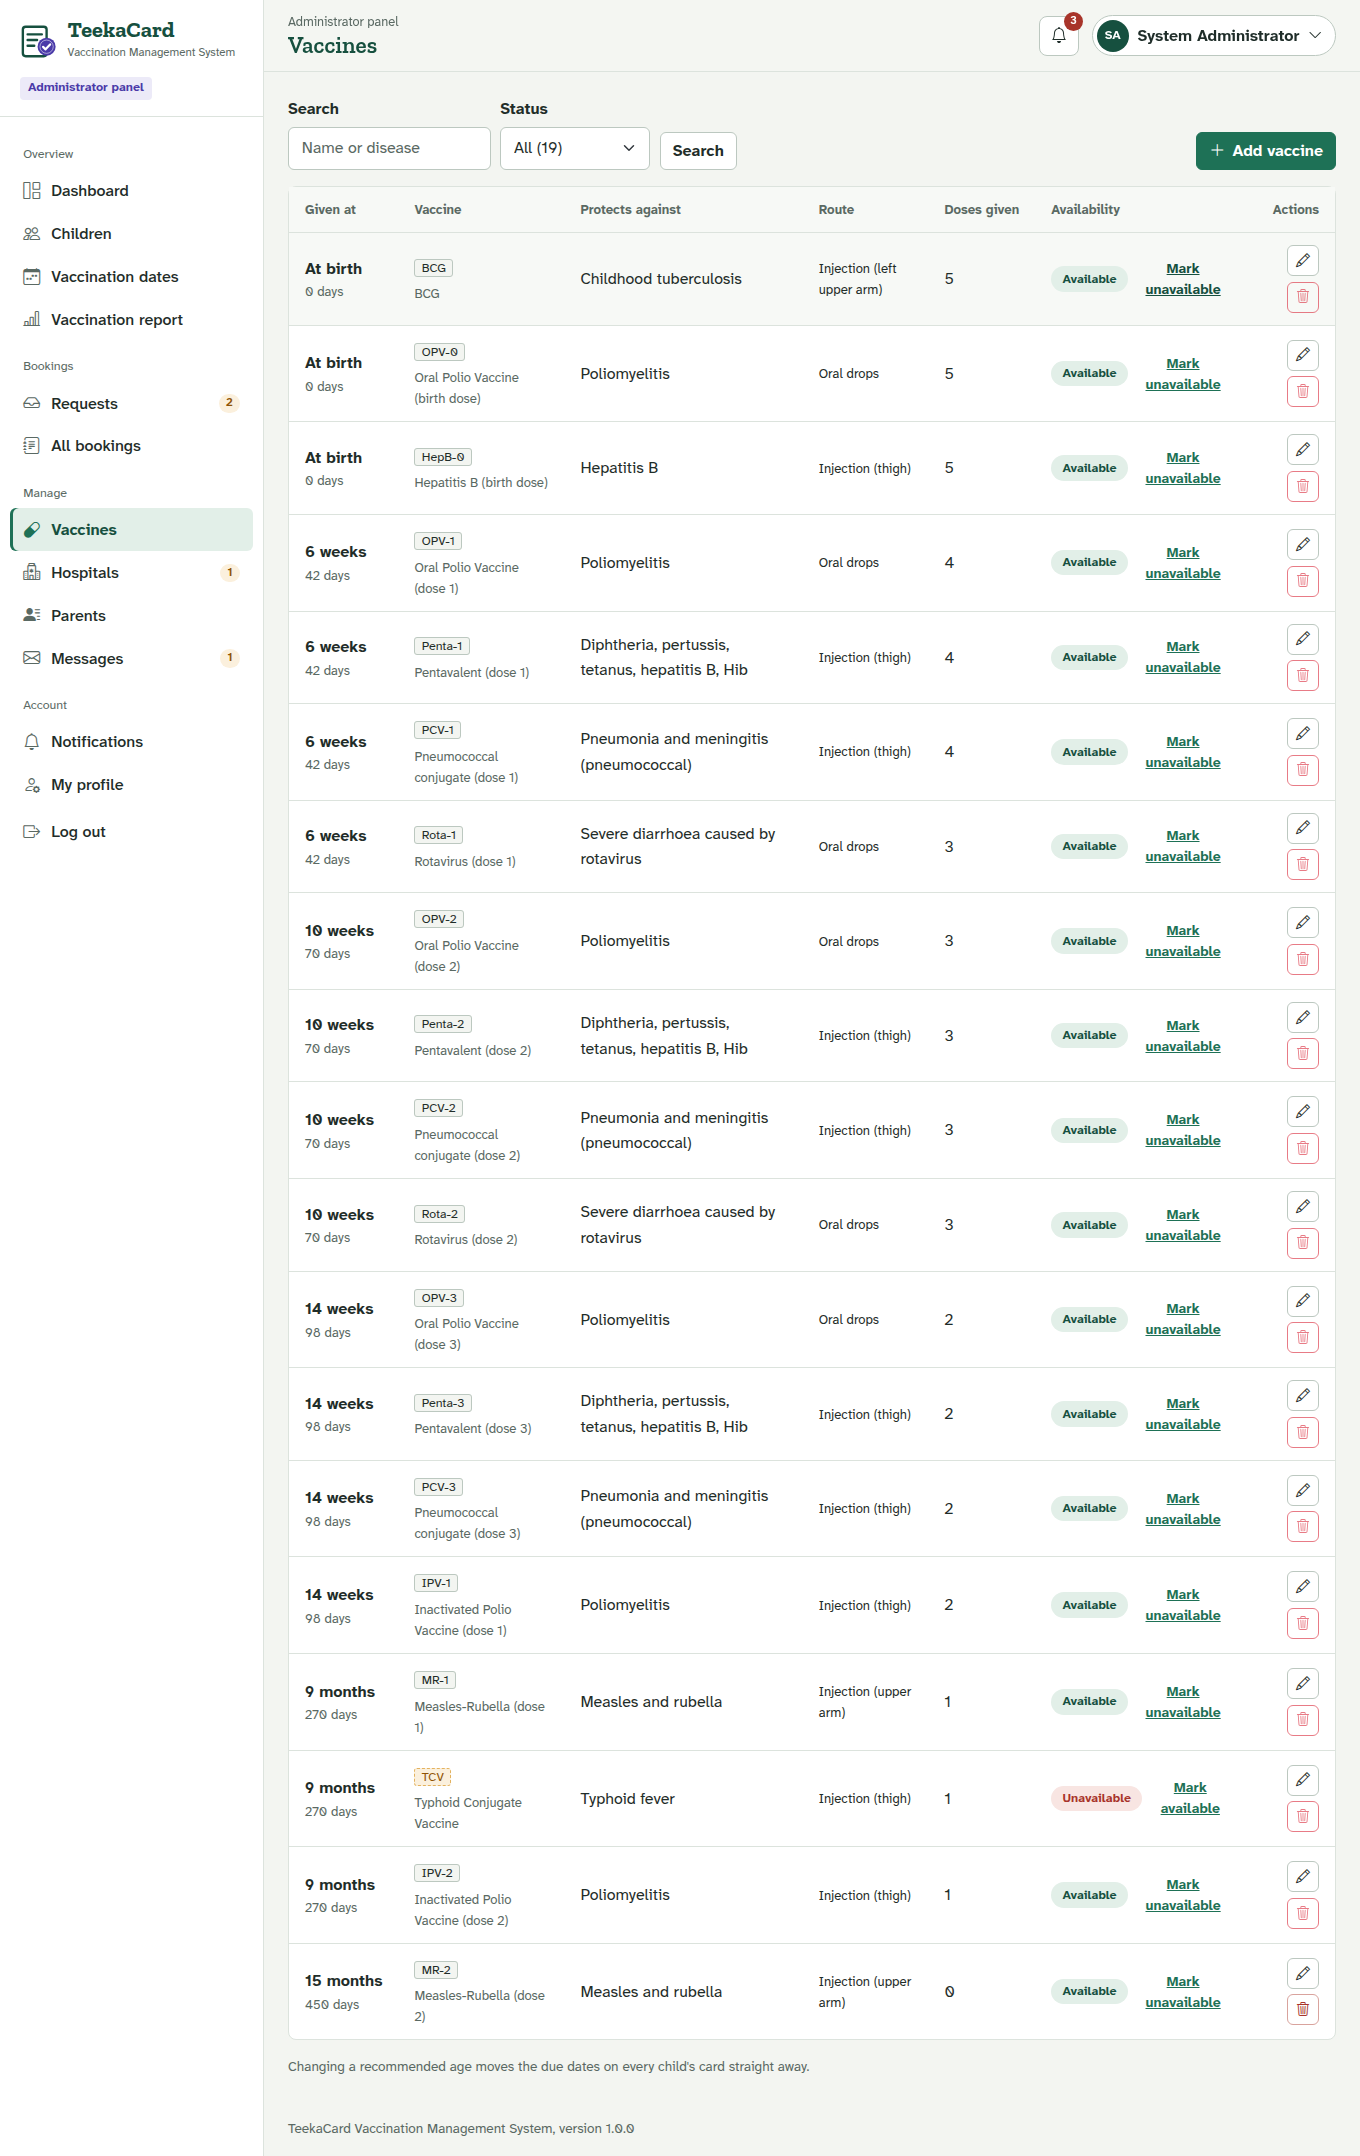 TeekaCard
Vaccination Management System
Administrator panel
Overview
Dashboard
Children
Vaccination dates
Vaccination report
Bookings
Requests 2
All bookings
Manage
Vaccines
Hospitals 1
Parents
Messages 1
Account
Notifications
My profile
Log out
Administrator panel
Vaccines
3
SA System Administrator
Search
Status
Name or disease
All (19)
Search
Add vaccine
Given at Vaccine Protects against Route Doses given Availability Actions
At birth
0 days
BCG
BCG
Childhood tuberculosis
Injection (left
upper arm)
5
Available
Mark
unavailable
At birth
0 days
OPV-0
Oral Polio Vaccine
(birth dose)
Poliomyelitis
Oral drops
5
Available
Mark
unavailable
At birth
0 days
HepB-0
Hepatitis B (birth dose)
Hepatitis B
Injection (thigh)
5
Available
Mark
unavailable
6 weeks
42 days
OPV-1
Oral Polio Vaccine
(dose 1)
Poliomyelitis
Oral drops
4
Available
Mark
unavailable
6 weeks
42 days
Penta-1
Pentavalent (dose 1)
Diphtheria, pertussis,
tetanus, hepatitis B, Hib
Injection (thigh)
4
Available
Mark
unavailable
6 weeks
42 days
PCV-1
Pneumococcal
conjugate (dose 1)
Pneumonia and meningitis
(pneumococcal)
Injection (thigh)
4
Available
Mark
unavailable
6 weeks
42 days
Rota-1
Rotavirus (dose 1)
Severe diarrhoea caused by
rotavirus
Oral drops
3
Available
Mark
unavailable
10 weeks
70 days
OPV-2
Oral Polio Vaccine
(dose 2)
Poliomyelitis
Oral drops
3
Available
Mark
unavailable
10 weeks
70 days
Penta-2
Pentavalent (dose 2)
Diphtheria, pertussis,
tetanus, hepatitis B, Hib
Injection (thigh)
3
Available
Mark
unavailable
10 weeks
70 days
PCV-2
Pneumococcal
conjugate (dose 2)
Pneumonia and meningitis
(pneumococcal)
Injection (thigh)
3
Available
Mark
unavailable
10 weeks
70 days
Rota-2
Rotavirus (dose 2)
Severe diarrhoea caused by
rotavirus
Oral drops
3
Available
Mark
unavailable
14 weeks
98 days
OPV-3
Oral Polio Vaccine
(dose 3)
Poliomyelitis
Oral drops
2
Available
Mark
unavailable
14 weeks
98 days
Penta-3
Pentavalent (dose 3)
Diphtheria, pertussis,
tetanus, hepatitis B, Hib
Injection (thigh)
2
Available
Mark
unavailable
14 weeks
98 days
PCV-3
Pneumococcal
conjugate (dose 3)
Pneumonia and meningitis
(pneumococcal)
Injection (thigh)
2
Available
Mark
unavailable
14 weeks
98 days
IPV-1
Inactivated Polio
Vaccine (dose 1)
Poliomyelitis
Injection (thigh)
2
Available
Mark
unavailable
9 months
270 days
MR-1
Measles-Rubella (dose
1)
Measles and rubella
Injection (upper
arm)
1
Available
Mark
unavailable
9 months
270 days
TCV
Typhoid Conjugate
Vaccine
Typhoid fever
Injection (thigh)
1
Unavailable
Mark
available
9 months
270 days
IPV-2
Inactivated Polio
Vaccine (dose 2)
Poliomyelitis
Injection (thigh)
1
Available
Mark
unavailable
15 months
450 days
MR-2
Measles-Rubella (dose
2)
Measles and rubella
Injection (upper
arm)
0
Available
Mark
unavailable
Changing a recommended age moves the due dates on every child's card straight away.
TeekaCard Vaccination Management System, version 1.0.0